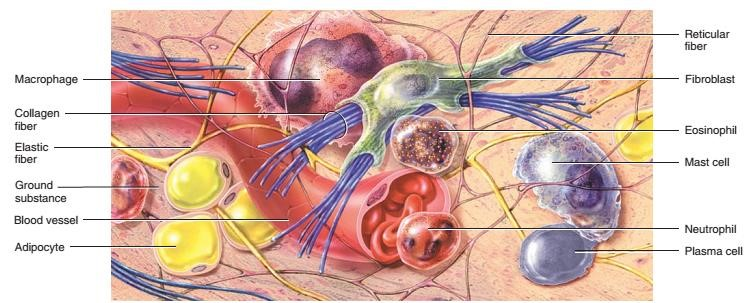 Macrophage
Collagen
fiber
Elastic
fiber
Ground
substance
Blood vessel
Adipocyte
Reticular
fiber
Fibroblast
Eosinophil
Mast cell
Neutrophil
Plasma cell